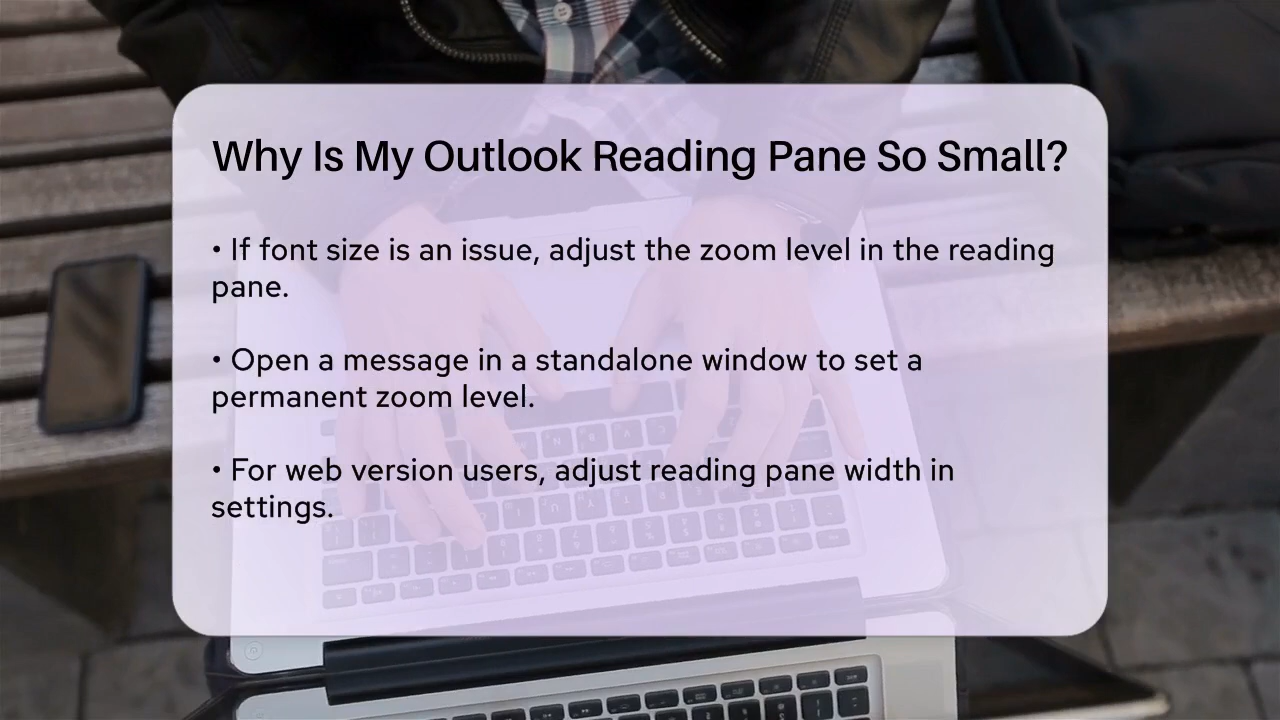 Why Is My Outlook Reading Pane So Small?
• If font size is an issue, adjust the zoom level in the reading
pane.
• Open a message in a standalone window to set a
permanent zoom level.
• For web version users, adjust reading pane width in
settings.